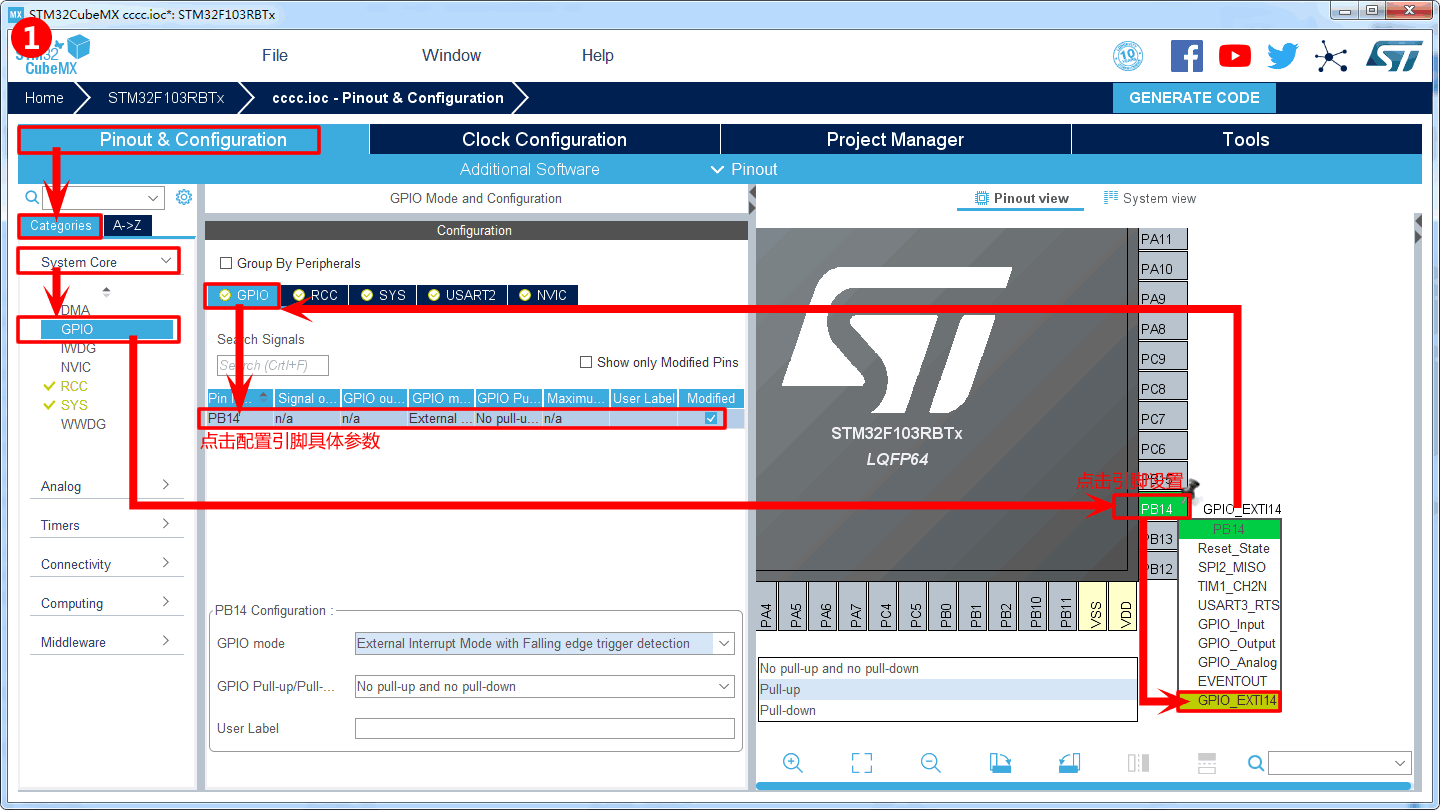 MX STM32CubeMX cccc.ioc*: STM32F103RBTx
1
STM32
CubeMX
File
Window
Help
10
Home
STM32F103RBTx
cccc.ioc - Pinout & Configuration
GENERATE CODE
Pinout & Configuration
Clock Configuration
Project Manager
Tools
Additional Software
Pinout
Categories
A->Z
System Core
DMA
GPIO
IWDG
NVIC
RCC
SYS
WWDG
Analog
Timers
Connectivity
Computing
Middleware
GPIO Mode and Configuration
Configuration
Group By Peripherals
GPIO
RCC
SYS
USART2
NVIC
Search Signals
Search (Crtl+F)
Show only Modified Pins
Pin N... Signal o... GPIO ou... GPIO m... GPIO Pu... Maximu... User Label Modified
PB14 n/a n/a External ... No pull-u... n/a
点击配置引脚具体参数
PB14 Configuration :
GPIO mode
External Interrupt Mode with Falling edge trigger detection
GPIO Pull-up/Pull-...
No pull-up and no pull-down
User Label
Pinout view
System view
PA11
PA10
PA9
PA8
PC9
PC8
PC7
PC6
PB15
点击引脚设置
PB14
GPIO_EXTI14
PB13
PB12
STM32F103RBTx
LQFP64
PB14
Reset_State
SPI2_MISO
TIM1_CH2N
USART3_RTS
GPIO_Input
GPIO_Output
GPIO_Analog
EVENTOUT
GPIO_EXTI14
PA4
PA5
PA6
PA7
PC4
PC5
PB0
PB1
PB2
PB10
PB11
VSS
VDD
No pull-up and no pull-down
Pull-up
Pull-down